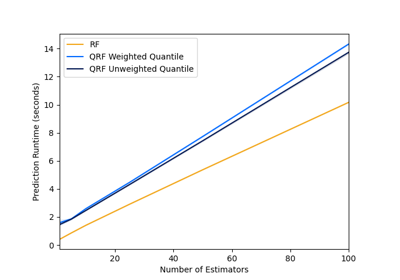 14
12
10
8
6
4
2
0
Prediction Runtime (seconds)
RF
QRF Weighted Quantile
QRF Unweighted Quantile
20 40 60 80 100
Number of Estimators